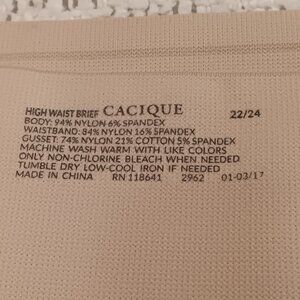 HIGH WAIST BRIEF CACIQUE 22/24
BODY: 94% NYLON 6% SPANDEX
WAISTBAND: 84% NYLON 16% SPANDEX
GUSSET: 74% NYLON 21% COTTON 5% SPANDEX
MACHINE WASH WARM WITH LIKE COLORS
ONLY NON-CHLORINE BLEACH WHEN NEEDED
TUMBLE DRY LOW-COOL IRON IF NEEDED
MADE IN CHINA RN 118641 2962 01-03/17